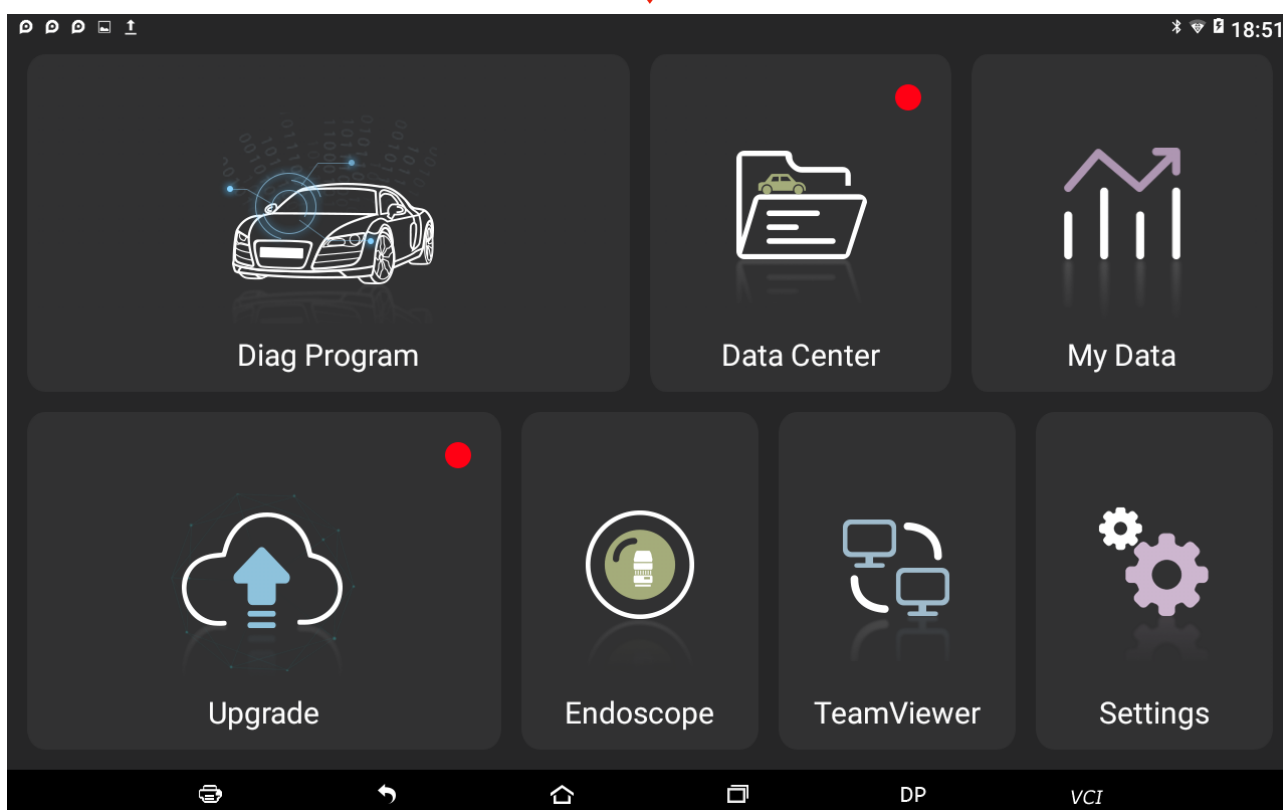 18:51
Diag Program
Data Center
My Data
Upgrade
Endoscope
TeamViewer
Settings
DP
VCI